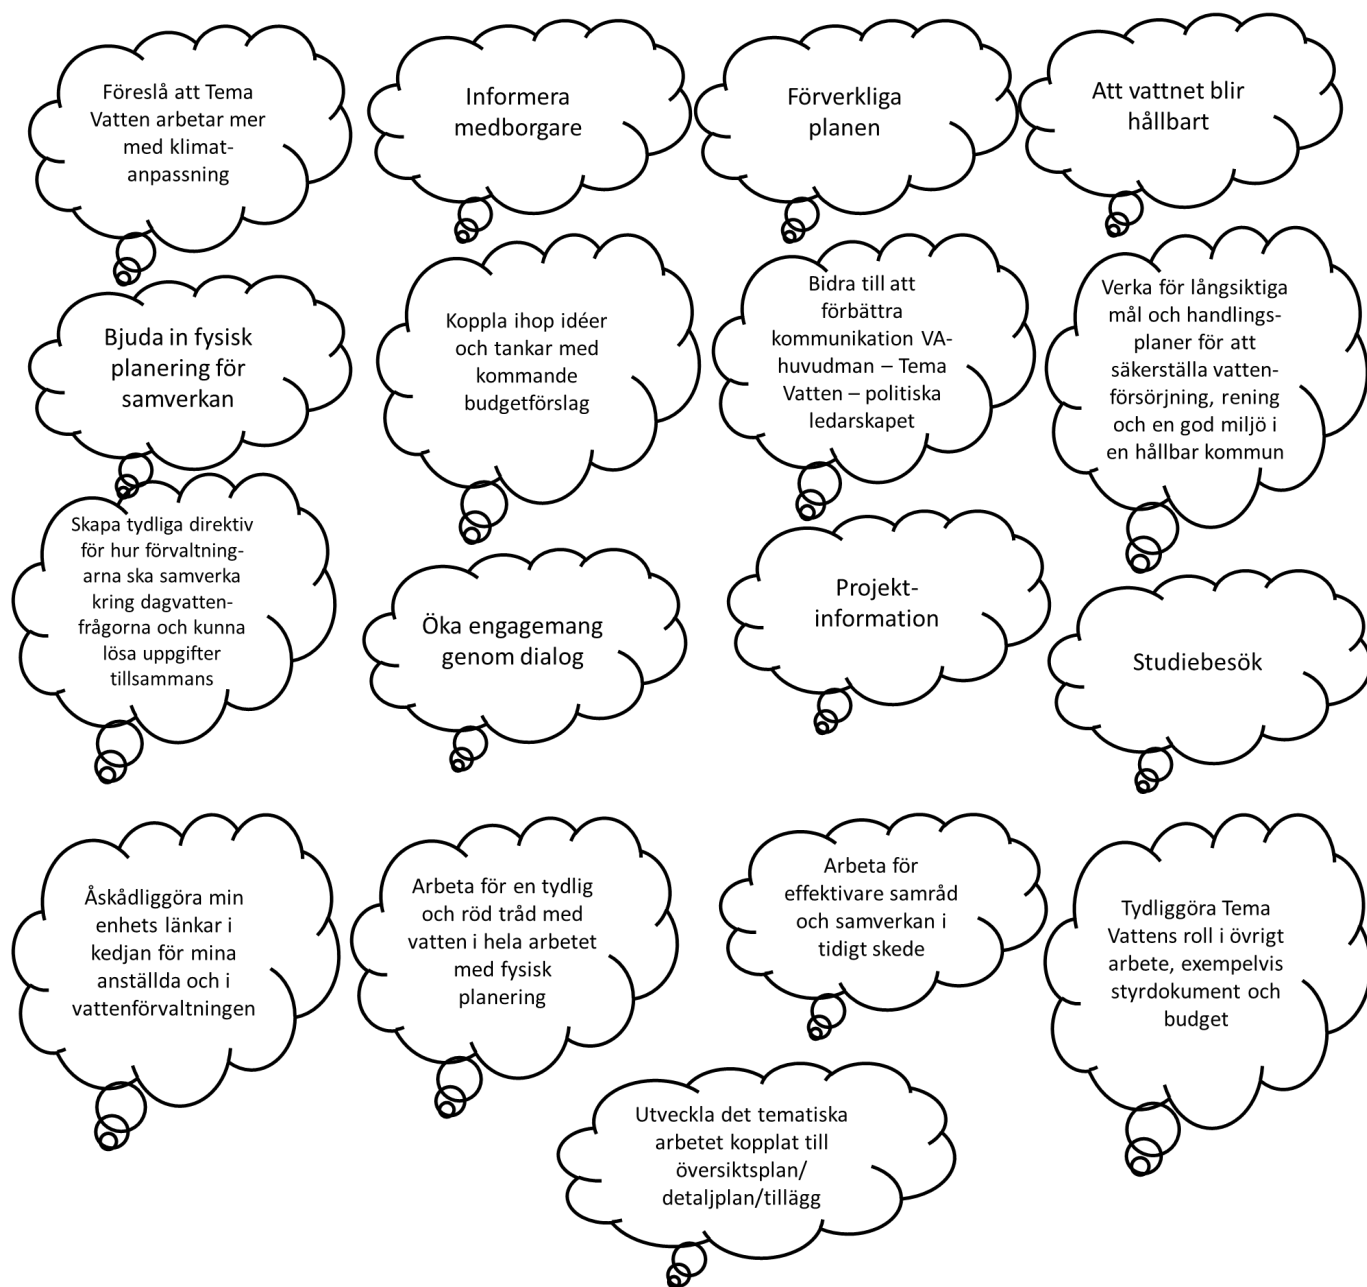 Föreslå att Tema
Vatten arbetar mer
med klimat-
anpassning
Informera
medborgare
Förverkliga
planen
Att vattnet blir
hållbart
Bjuda in fysisk
planering för
samverkan
Koppla ihop idéer
och tankar med
kommande
budgetförslag
Bidra till att
förbättra
kommunikation VA-
huvudman – Tema
Vatten – politiska
ledarskapet
Verka för långsiktiga
mål och handlings-
planer för att
säkerställa vatten-
försörjning, rening
och en god miljö i
en hållbar kommun
Skapa tydliga direktiv
för hur förvaltning-
arna ska samverka
kring dagvatten-
frågorna och kunna
lösa uppgifter
tillsammans
Öka engagemang
genom dialog
Projekt-
information
Studiebesök
Åskådliggöra min
enhets länkar i
kedjan för mina
anställda och i
vattenförvaltningen
Arbeta för en tydlig
och röd tråd med
vatten i hela arbetet
med fysisk
planering
Arbeta för
effektivare samråd
och samverkan i
tidigt skede
Tydliggöra Tema
Vattens roll i övrigt
arbete, exempelvis
styrdokument och
budget
Utveckla det tematiska
arbetet kopplat till
översiktsplan/
detaljplan/tillägg